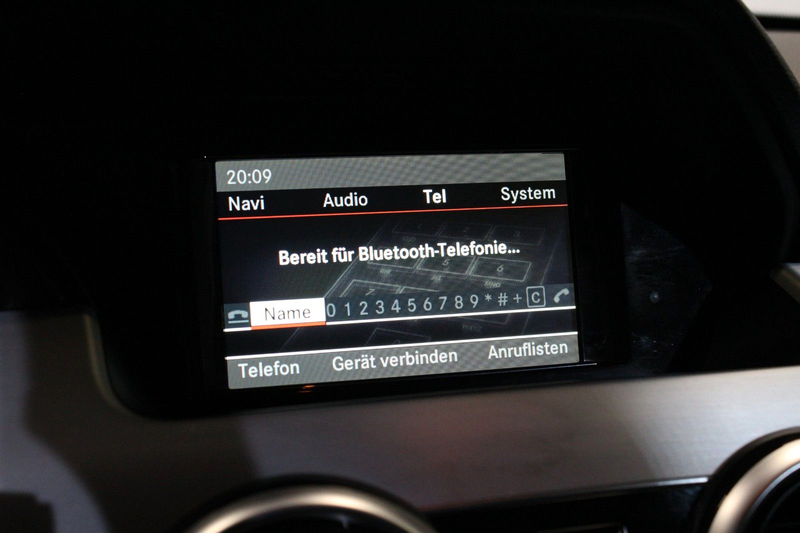 20:09
Navi Audio Tel System
Bereit für Bluetooth-Telefonie...
Name 0 1 2 3 4 5 6 7 8 9 * # + C
Telefon Gerät verbinden Anruflisten